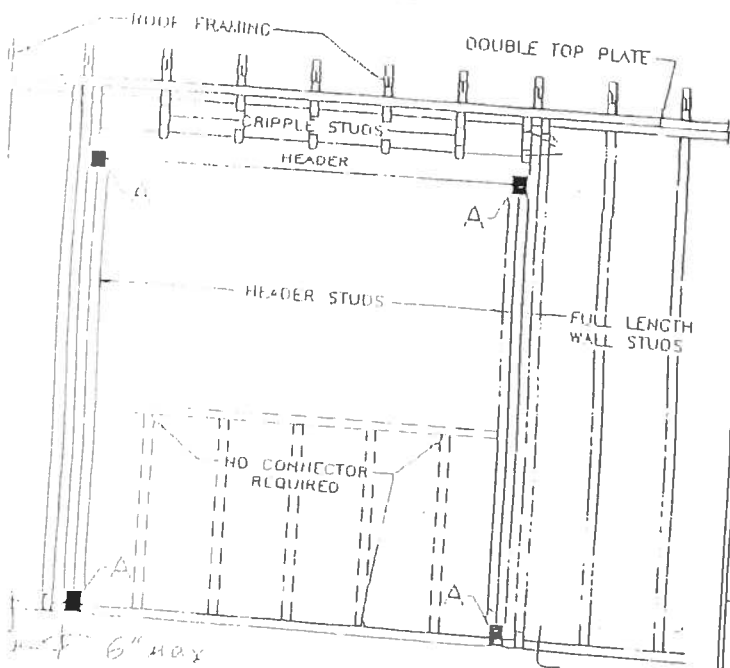 ROOF FRAMING
DOUBLE TOP PLATE
CRIPPLE STUDS
HEADER
A
A
HEADER STUDS
FULL LENGTH
WALL STUDS
NO CONNECTOR
REQUIRED
A
A
6" MAX